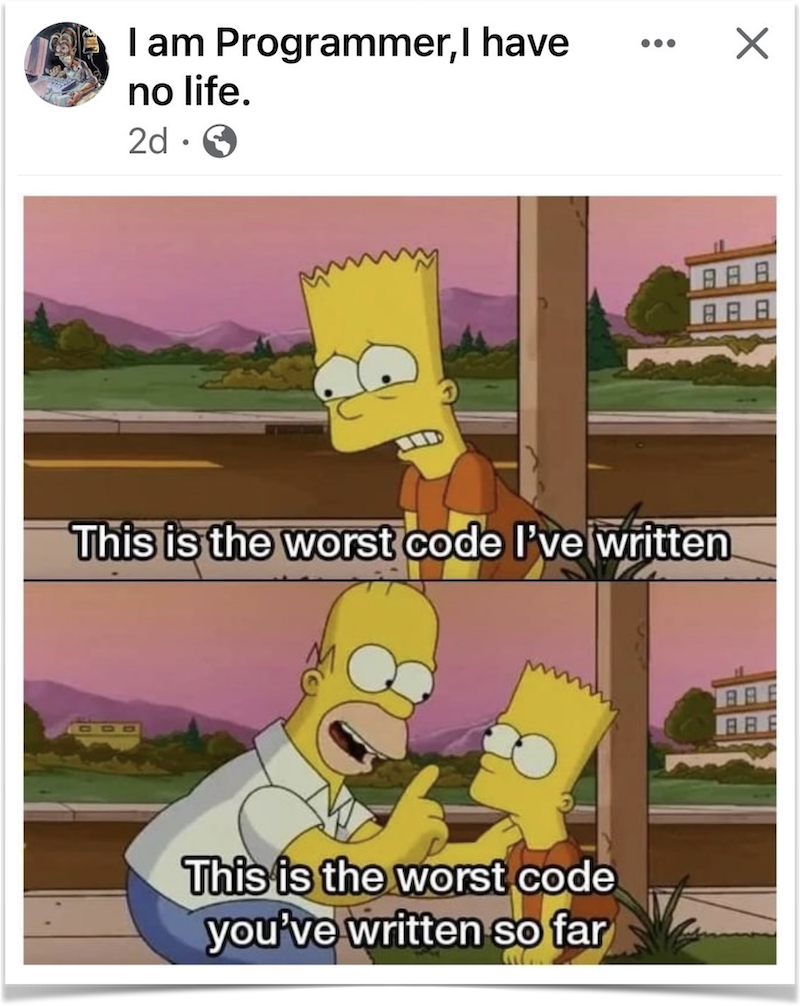 I am Programmer,I have
no life.
2d ·
This is the worst code I've written
This is the worst code
you've written so far